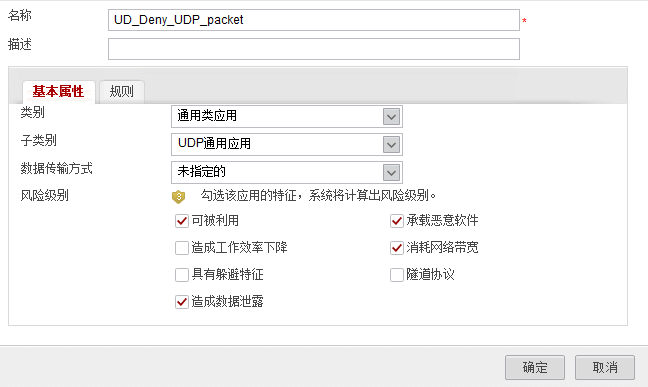 名称 UD_Deny_UDP_packet *
描述
基本属性 规则
类别 通用类应用
子类别 UDP通用应用
数据传输方式 未指定的
风险级别 3 勾选该应用的特征，系统将计算出风险级别。
可被利用 承载恶意软件
造成工作效率下降 消耗网络带宽
具有躲避特征 隧道协议
造成数据泄露
确定 取消